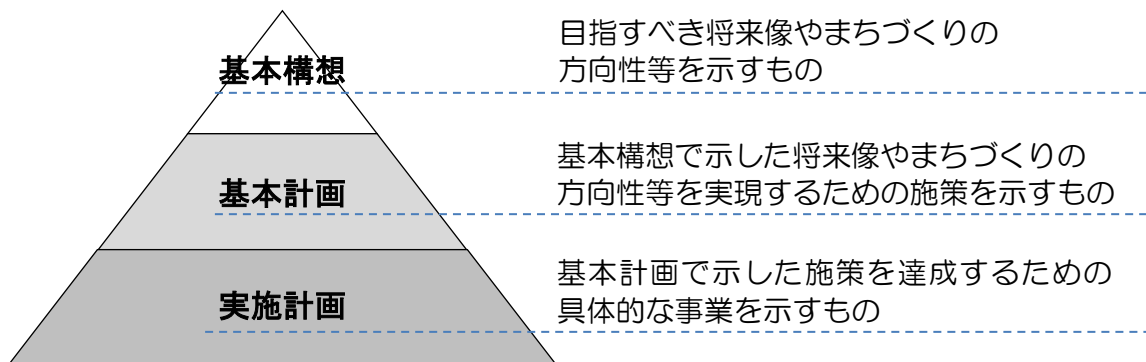 基本構想
目指すべき将来像やまちづくりの
方向性等を示すもの
基本計画
基本構想で示した将来像やまちづくりの
方向性等を実現するための施策を示すもの
実施計画
基本計画で示した施策を達成するための
具体的な事業を示すもの